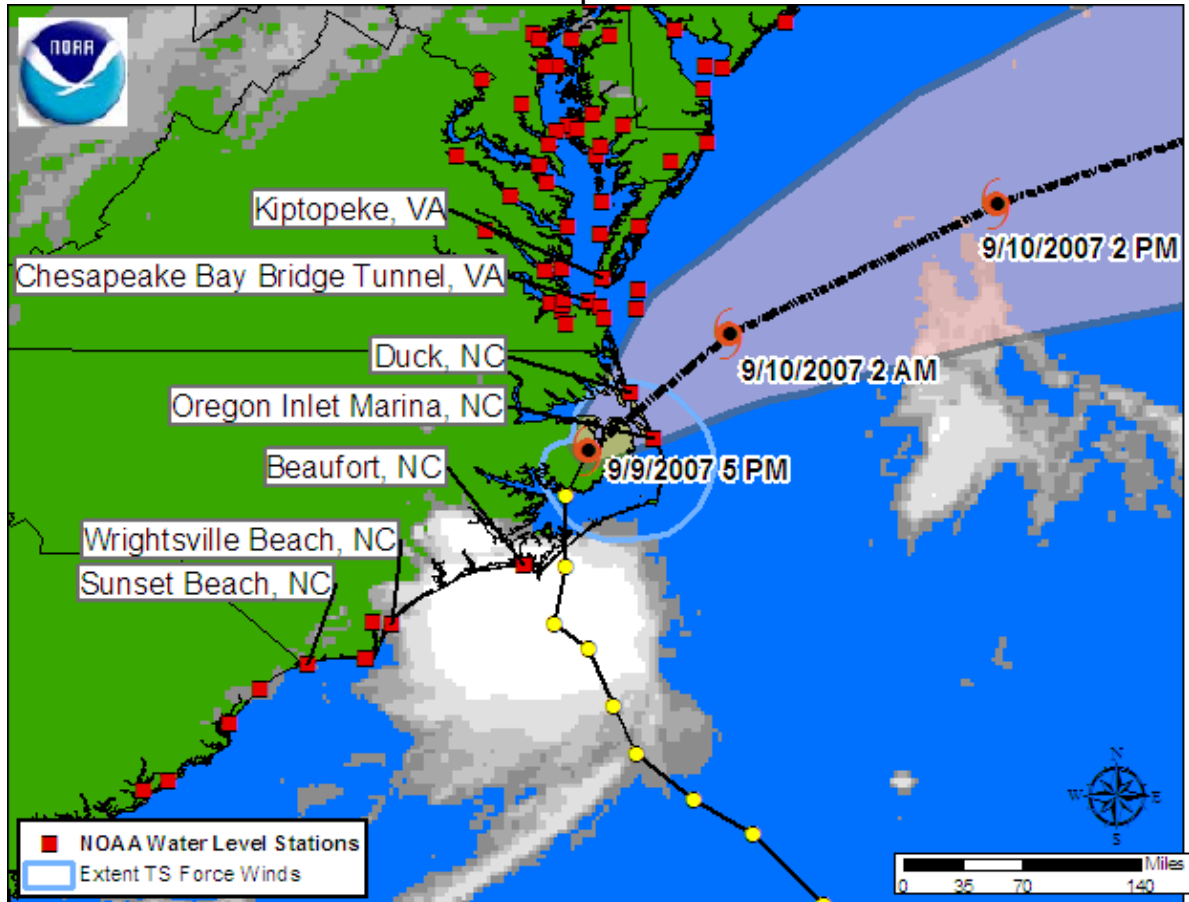 NOAA
Kiptopeke, VA
Chesapeake Bay Bridge Tunnel, VA
9/10/2007 2 PM
Duck, NC
9/10/2007 2 AM
Oregon Inlet Marina, NC
Beaufort, NC
9/9/2007 5 PM
Wrightsville Beach, NC
Sunset Beach, NC
N
W E
S
NOAA Water Level Stations
Extent TS Force Winds
Miles
0 35 70 140